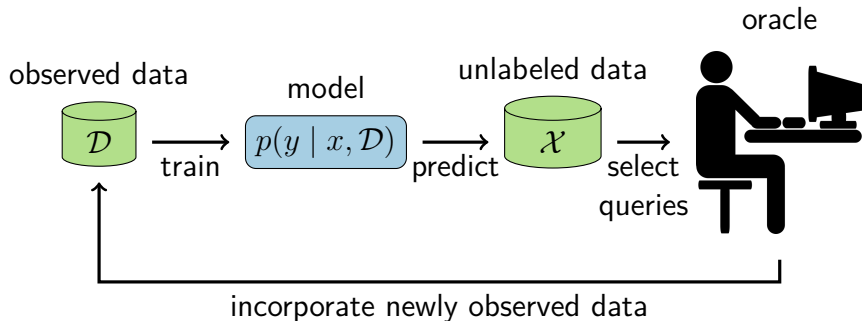 oracle
observed data
model
unlabeled data
𝒟
p(y | x, 𝒟)
𝒳
train
predict
select
queries
incorporate newly observed data